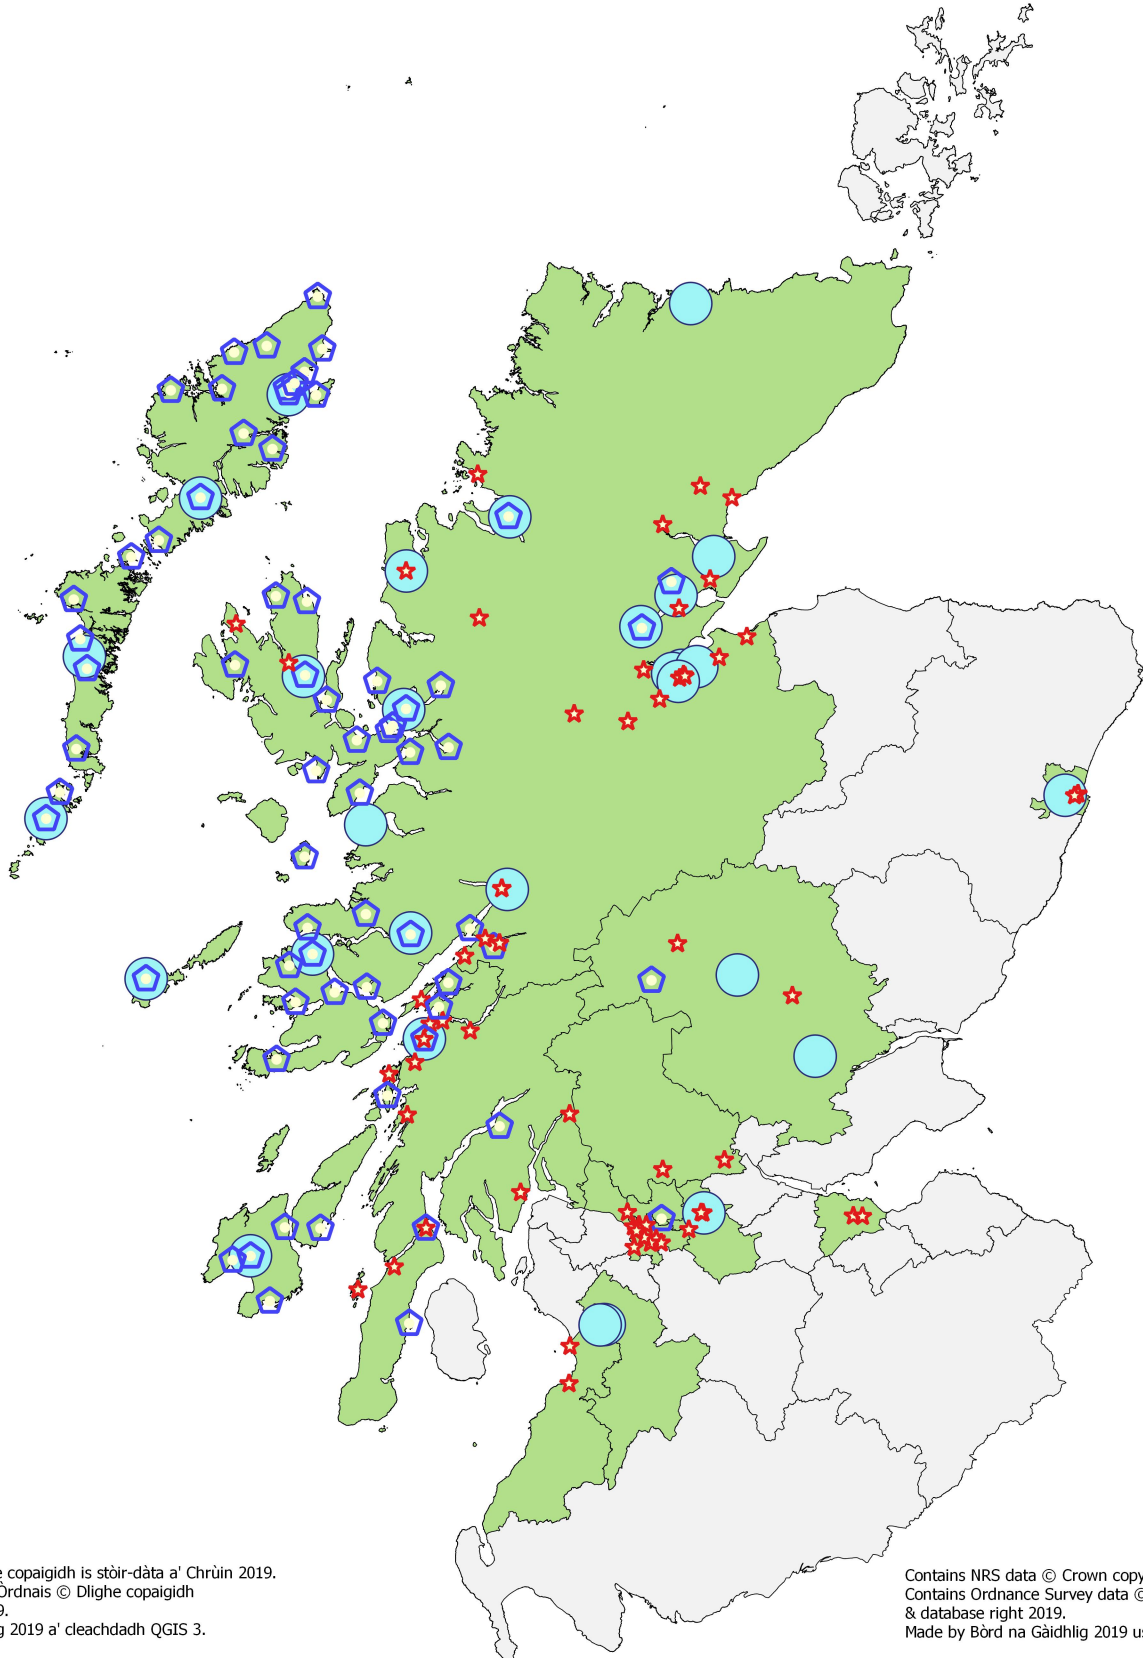 copaigidh is stòir-dàta a' Chrùin 2019.
Òrdnais © Dlighe copaigidh
9.
2019 a' cleachdadh QGIS 3.
Contains NRS data © Crown copy
Contains Ordnance Survey data ©
& database right 2019.
Made by Bòrd na Gàidhlig 2019 us